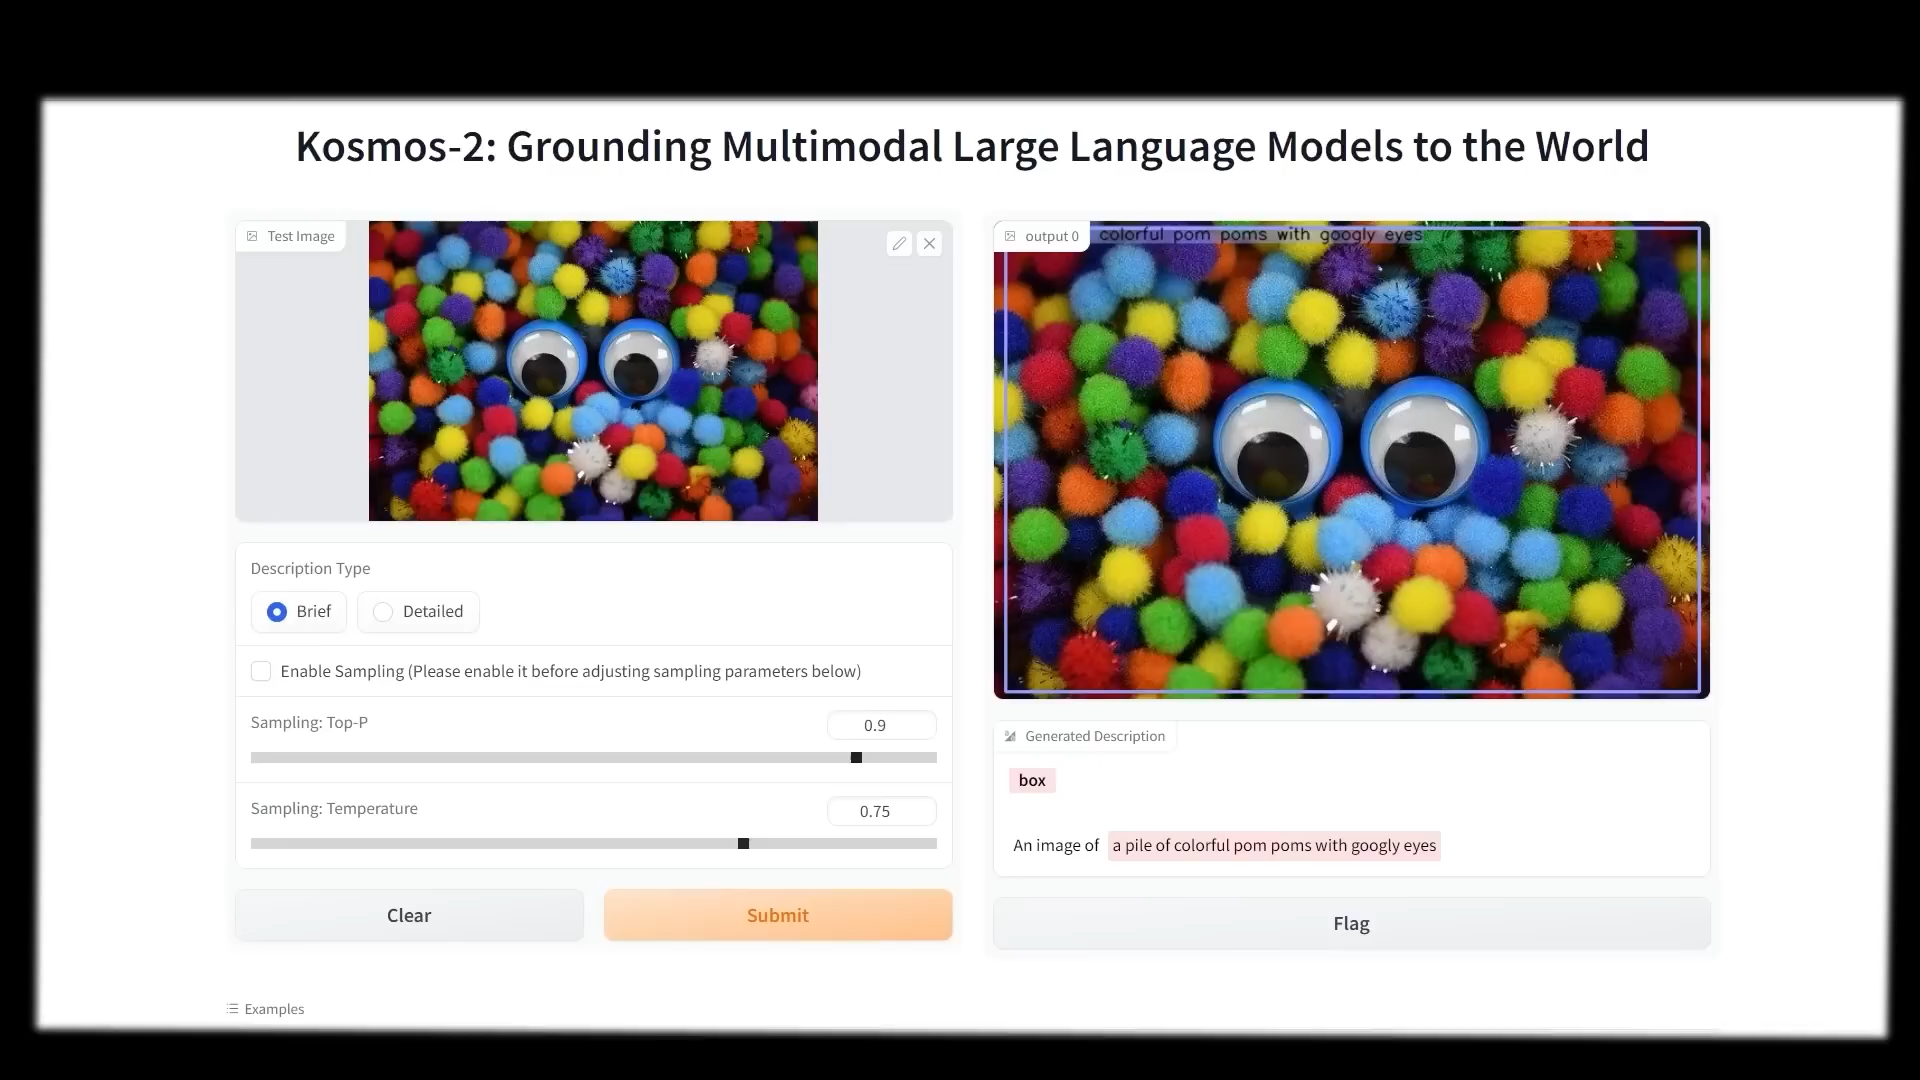 Kosmos-2: Grounding Multimodal Large Language Models to the World
Test Image
Description Type
Brief
Detailed
Enable Sampling (Please enable it before adjusting sampling parameters below)
Sampling: Top-P
0.9
Sampling: Temperature
0.75
Clear
Submit
output 0
colorful pom poms with googly eyes
Generated Description
box
An image of a pile of colorful pom poms with googly eyes
Flag
Examples